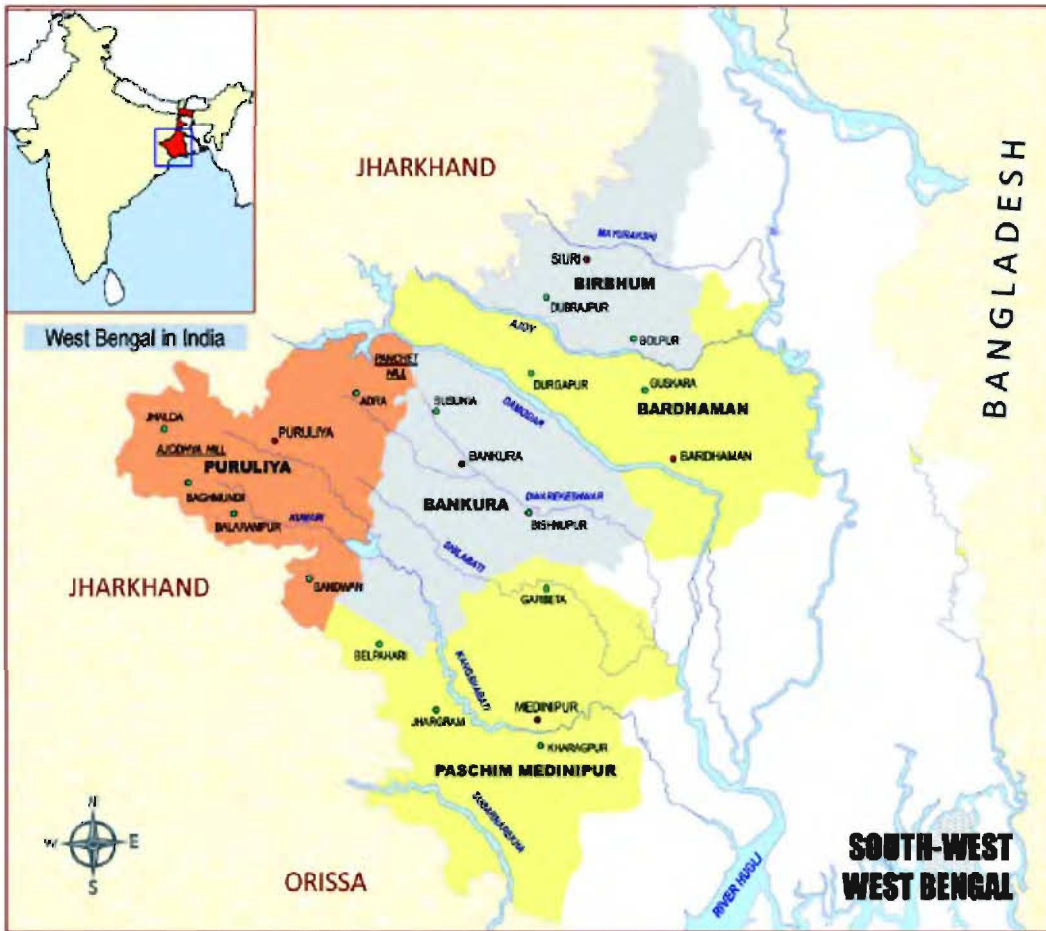 West Bengal in India
JHARKHAND
BANGLADESH
MAYURAKSHI
SIURI
BIRBHUM
DUBRAJPUR
AJOY
BOLPUR
PANCHET
HILL
ADRA
SUSUNIA
DURGAPUR
GUSKARA
BARDHAMAN
DAMODAR
JHALDA
PURULIYA
AJODHYA HILL
PURULIYA
BANKURA
BARDHAMAN
BAGHMUNDI
BANKURA
DWAREKESHWAR
BALARAMPUR
KUMARI
BISHNUPUR
SHILABATI
JHARKHAND
BANDWAN
GARBETA
BELPAHARI
KANGSHABATI
JHARGRAM
MEDINIPUR
KHARAGPUR
PASCHIM MEDINIPUR
SUBARNAREKHA
N
W
E
S
ORISSA
RIVER HUGLI
SOUTH-WEST
WEST BENGAL